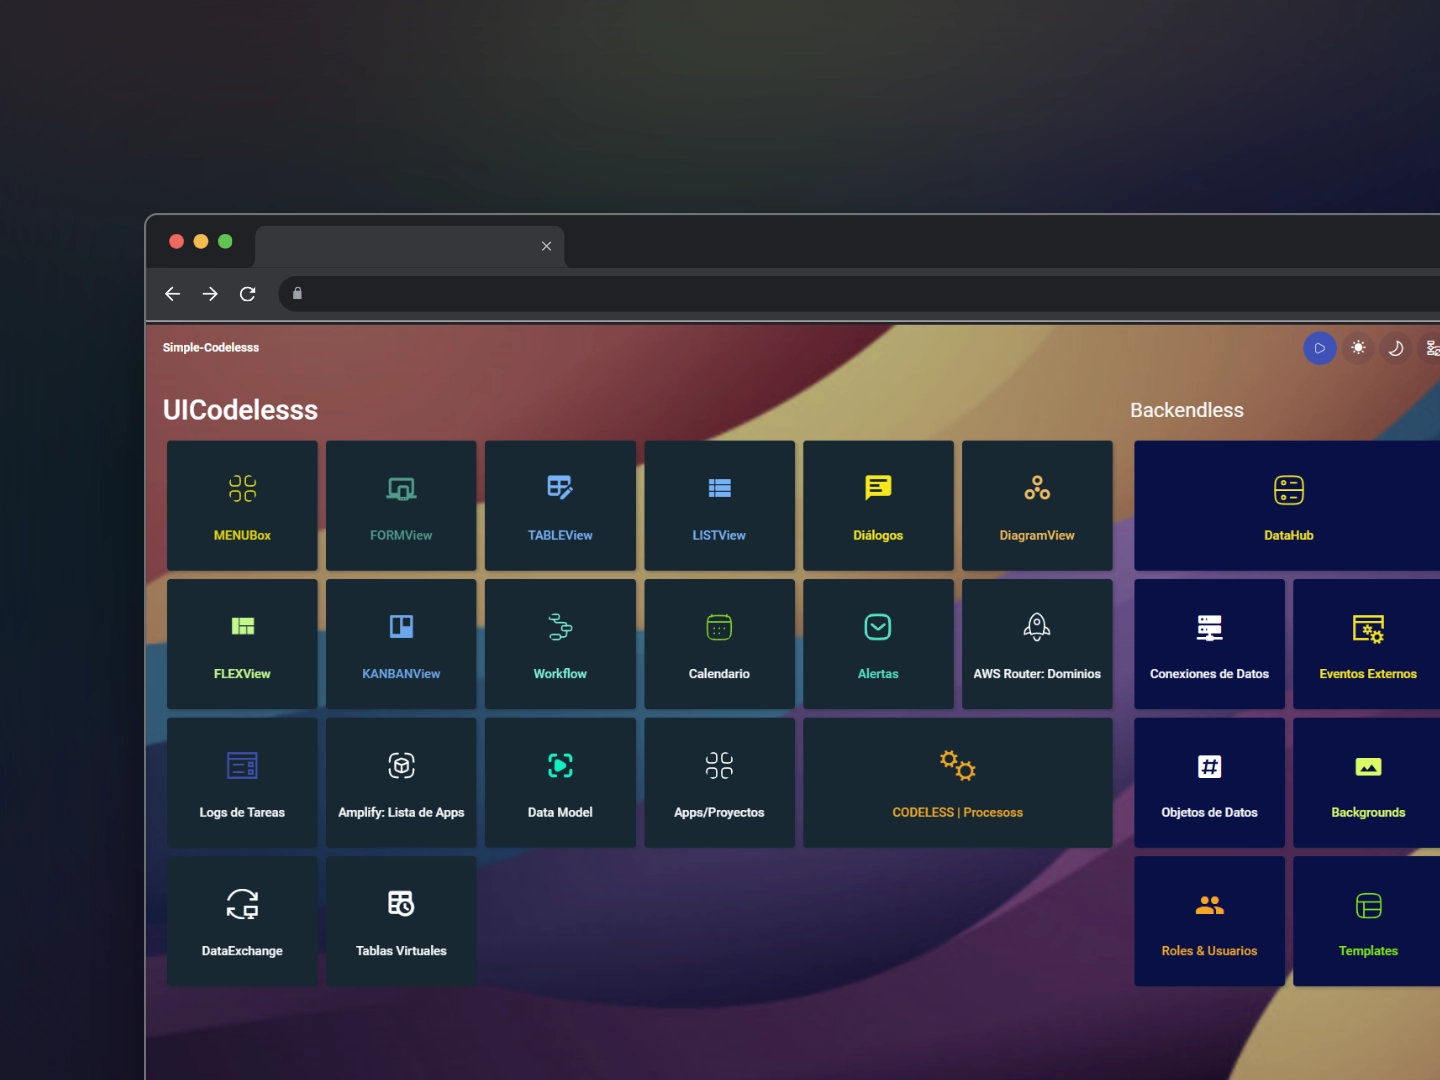 Simple-Codelesss
UICodelesss
Backendless
MENUBox
FORMView
TABLEView
LISTView
Diálogos
DiagramView
DataHub
FLEXView
KANBANView
Workflow
Calendario
Alertas
AWS Router: Dominios
Conexiones de Datos
Eventos Externos
Logs de Tareas
Amplify: Lista de Apps
Data Model
Apps/Proyectos
CODELESS | Procesoss
Objetos de Datos
Backgrounds
DataExchange
Tablas Virtuales
Roles & Usuarios
Templates